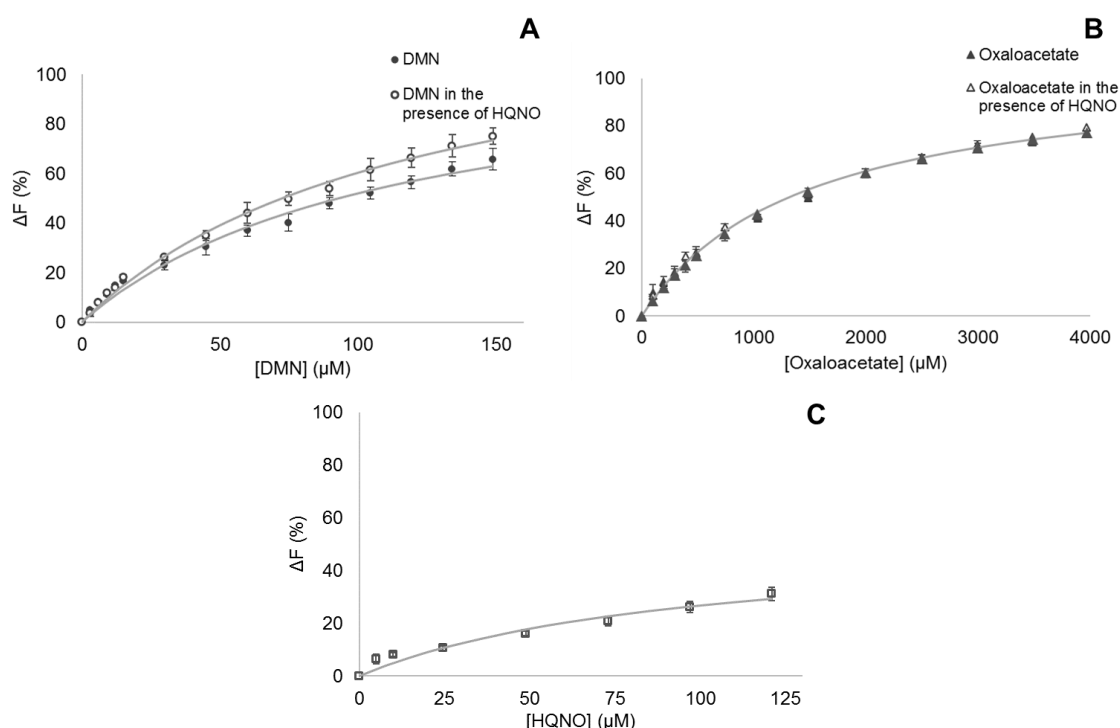 A
DMN
DMN in the
presence of HQNO
100
80
60
40
20
0
ΔF (%)
0 50 100 150
[DMN] (µM)
B
Oxaloacetate
Oxaloacetate in the
presence of HQNO
100
80
60
40
20
0
ΔF (%)
0 1000 2000 3000 4000
[Oxaloacetate] (µM)
C
100
80
60
40
20
0
ΔF (%)
0 25 50 75 100 125
[HQNO] (µM)